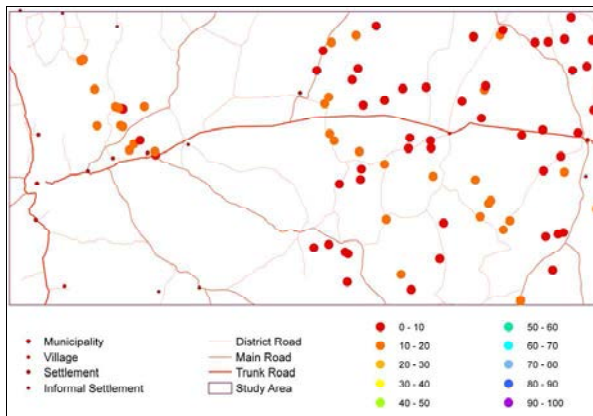 Municipality
Village
Settlement
Informal Settlement
District Road
Main Road
Trunk Road
Study Area
0 - 10
10 - 20
20 - 30
30 - 40
40 - 50
50 - 60
60 - 70
70 - 00
80 - 90
90 - 100